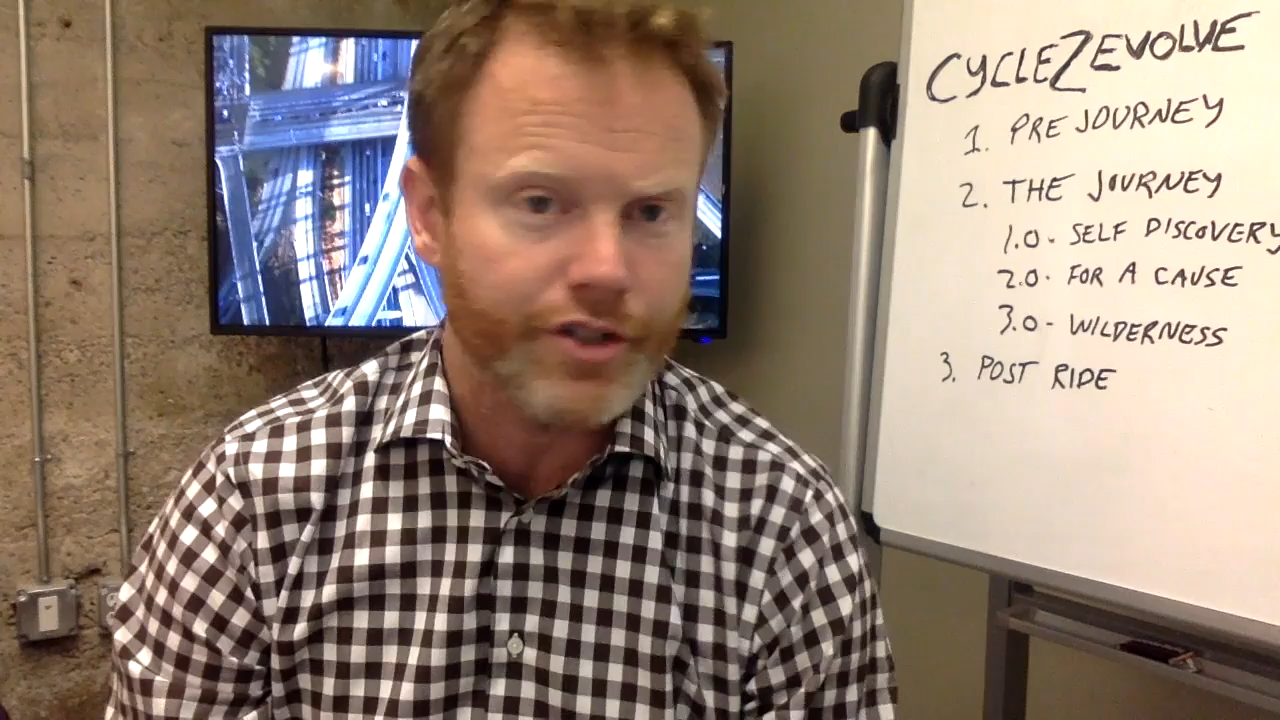 CYCLEZEVOLVE
1. PRE JOURNEY
2. THE JOURNEY
1.0- SELF DISCOVERY
2.0- FOR A CAUSE
3.0- WILDERNESS
3. POST RIDE